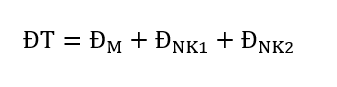 ĐT = Đ_M + Đ_NK1 + Đ_NK2